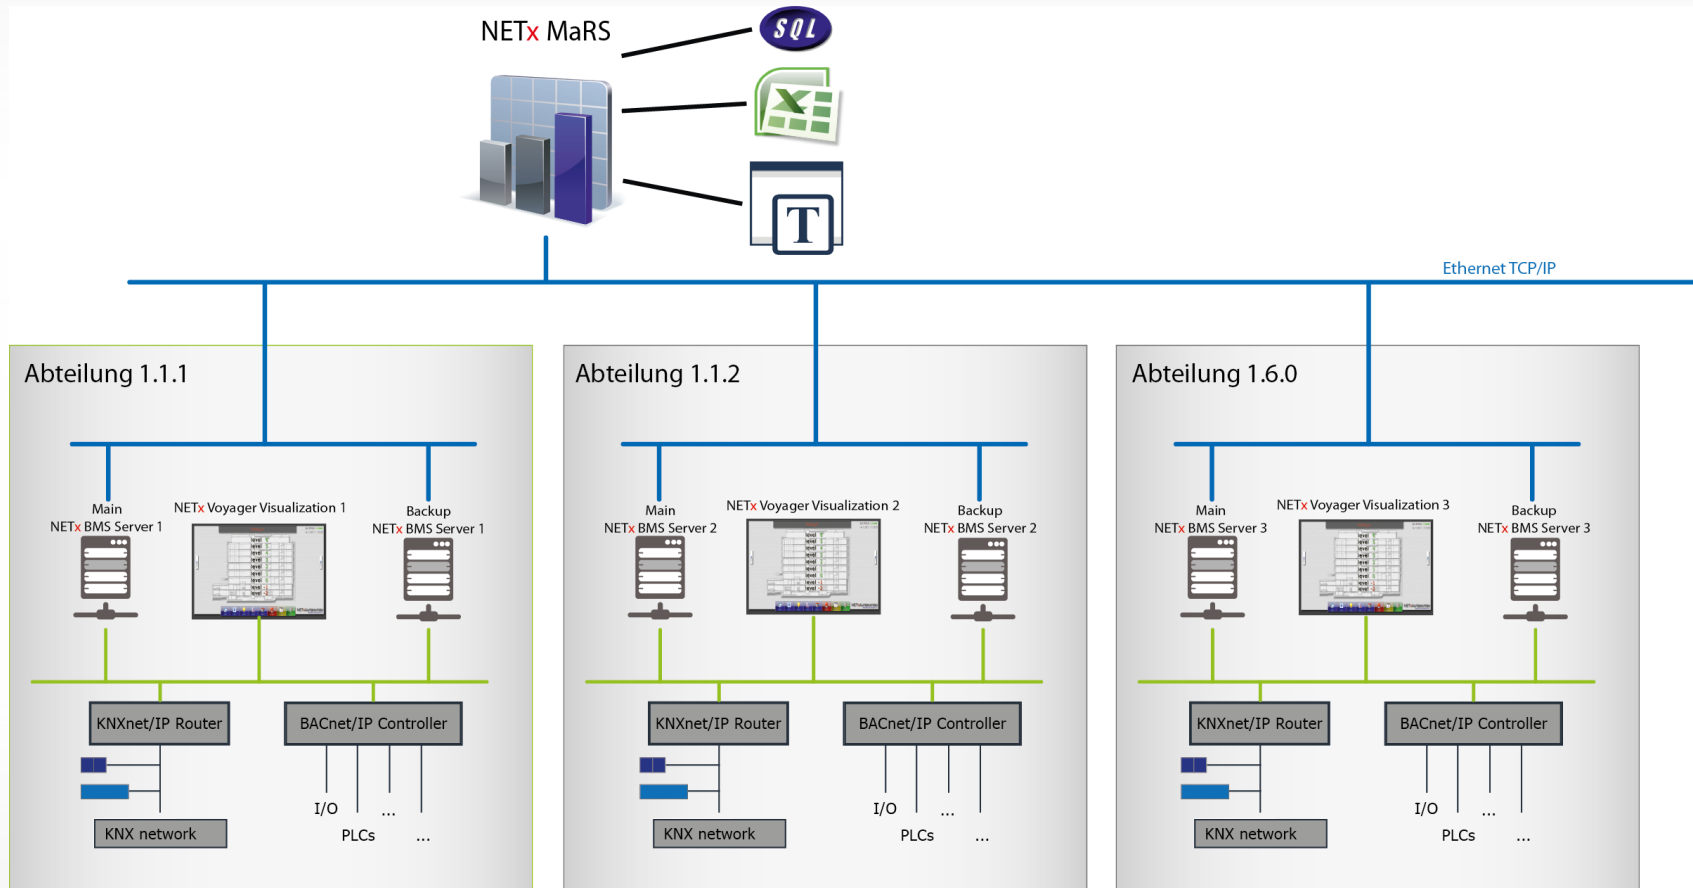 NETx MaRS
SQL
X
T
Ethernet TCP/IP
Abteilung 1.1.1
Main
NETx BMS Server 1
NETx Voyager Visualization 1
Backup
NETx BMS Server 1
KNXnet/IP Router
BACnet/IP Controller
I/O
...
PLCs
...
KNX network
Abteilung 1.1.2
Main
NETx BMS Server 2
NETx Voyager Visualization 2
Backup
NETx BMS Server 2
KNXnet/IP Router
BACnet/IP Controller
I/O
...
PLCs
...
KNX network
Abteilung 1.6.0
Main
NETx BMS Server 3
NETx Voyager Visualization 3
Backup
NETx BMS Server 3
KNXnet/IP Router
BACnet/IP Controller
I/O
...
PLCs
...
KNX network